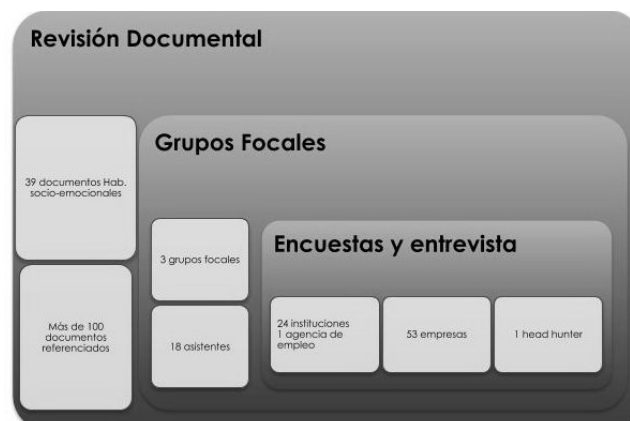 Revisión Documental
39 documentos Hab.
socio-emocionales
Más de 100
documentos
referenciados
Grupos Focales
3 grupos focales
18 asistentes
Encuestas y entrevista
24 instituciones
1 agencia de
empleo
53 empresas
1 head hunter